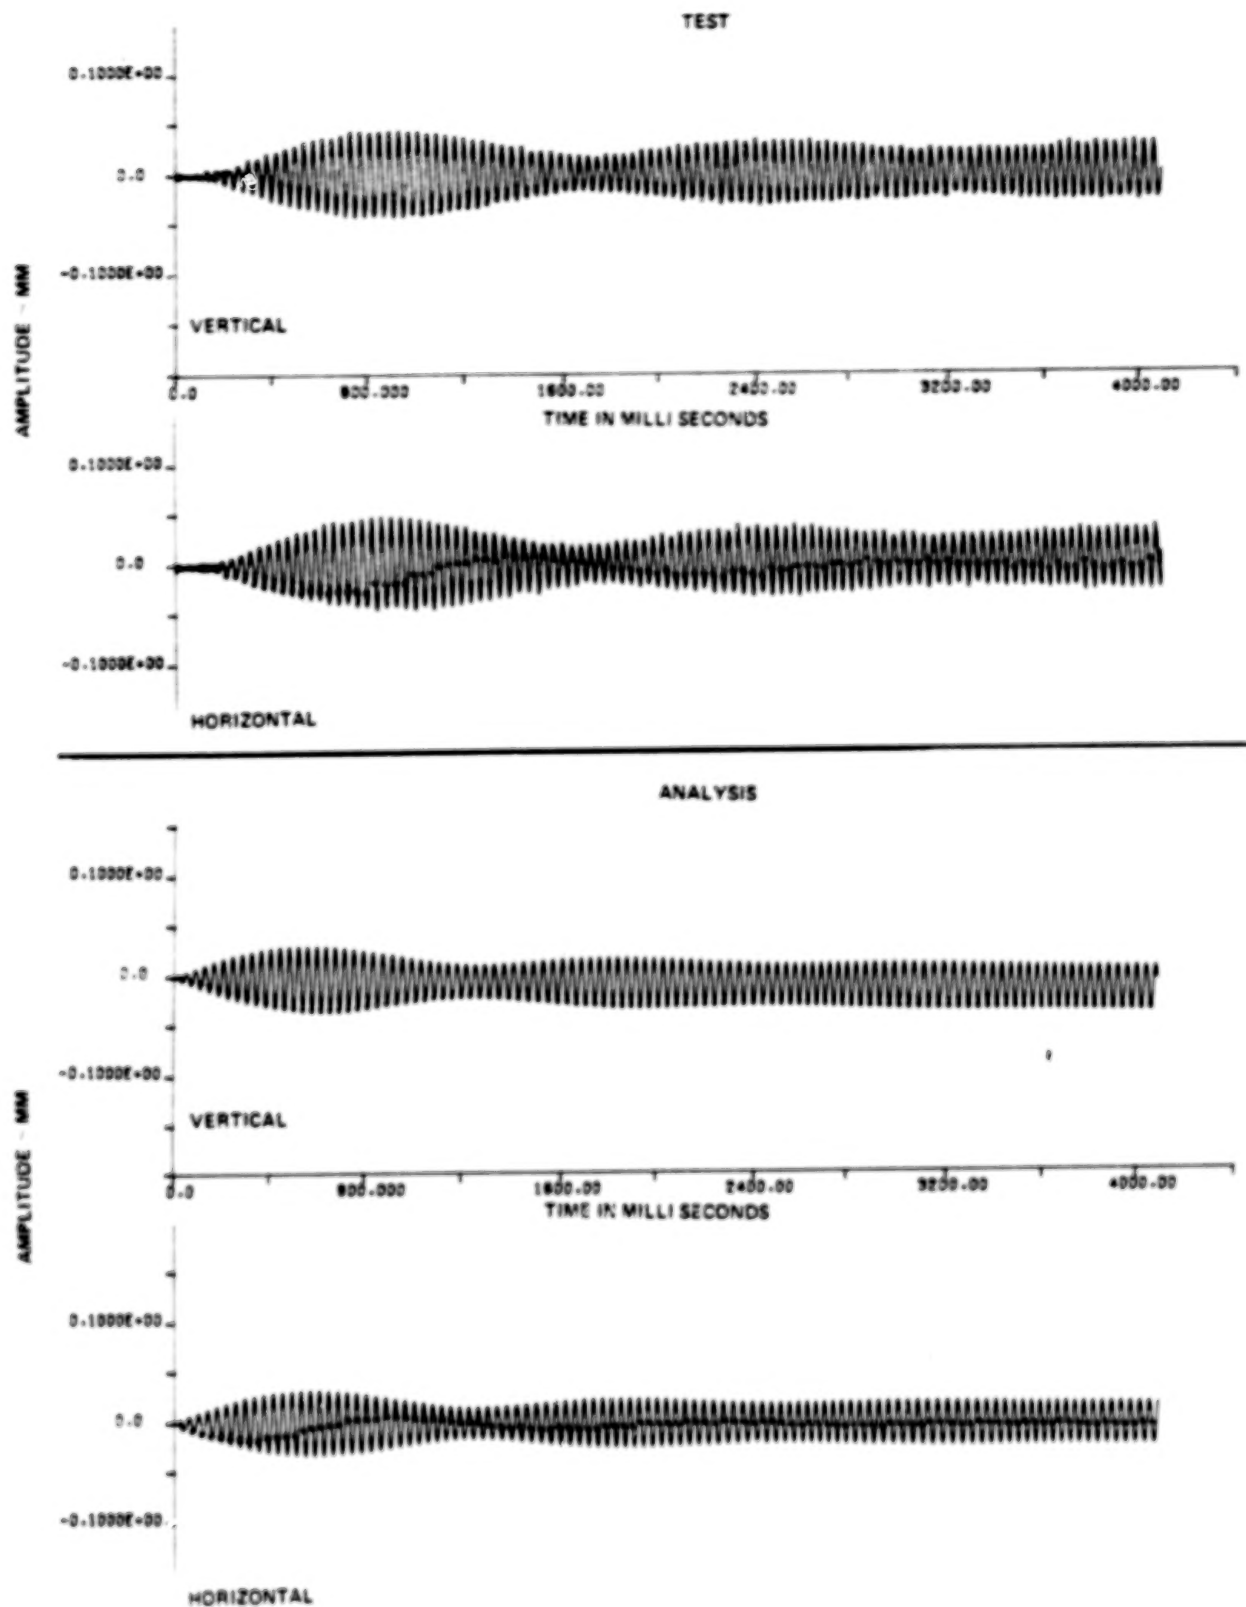 TEST
0.1000E+00
0.0
-0.1000E+00
VERTICAL
0.0 800.000 1600.00 2400.00 3200.00 4000.00
TIME IN MILLI SECONDS
AMPLITUDE - MM
0.1000E+00
0.0
-0.1000E+00
HORIZONTAL
ANALYSIS
0.1000E+00
0.0
-0.1000E+00
VERTICAL
0.0 800.000 1600.00 2400.00 3200.00 4000.00
TIME IN MILLI SECONDS
AMPLITUDE - MM
0.1000E+00
0.0
-0.1000E+00
HORIZONTAL